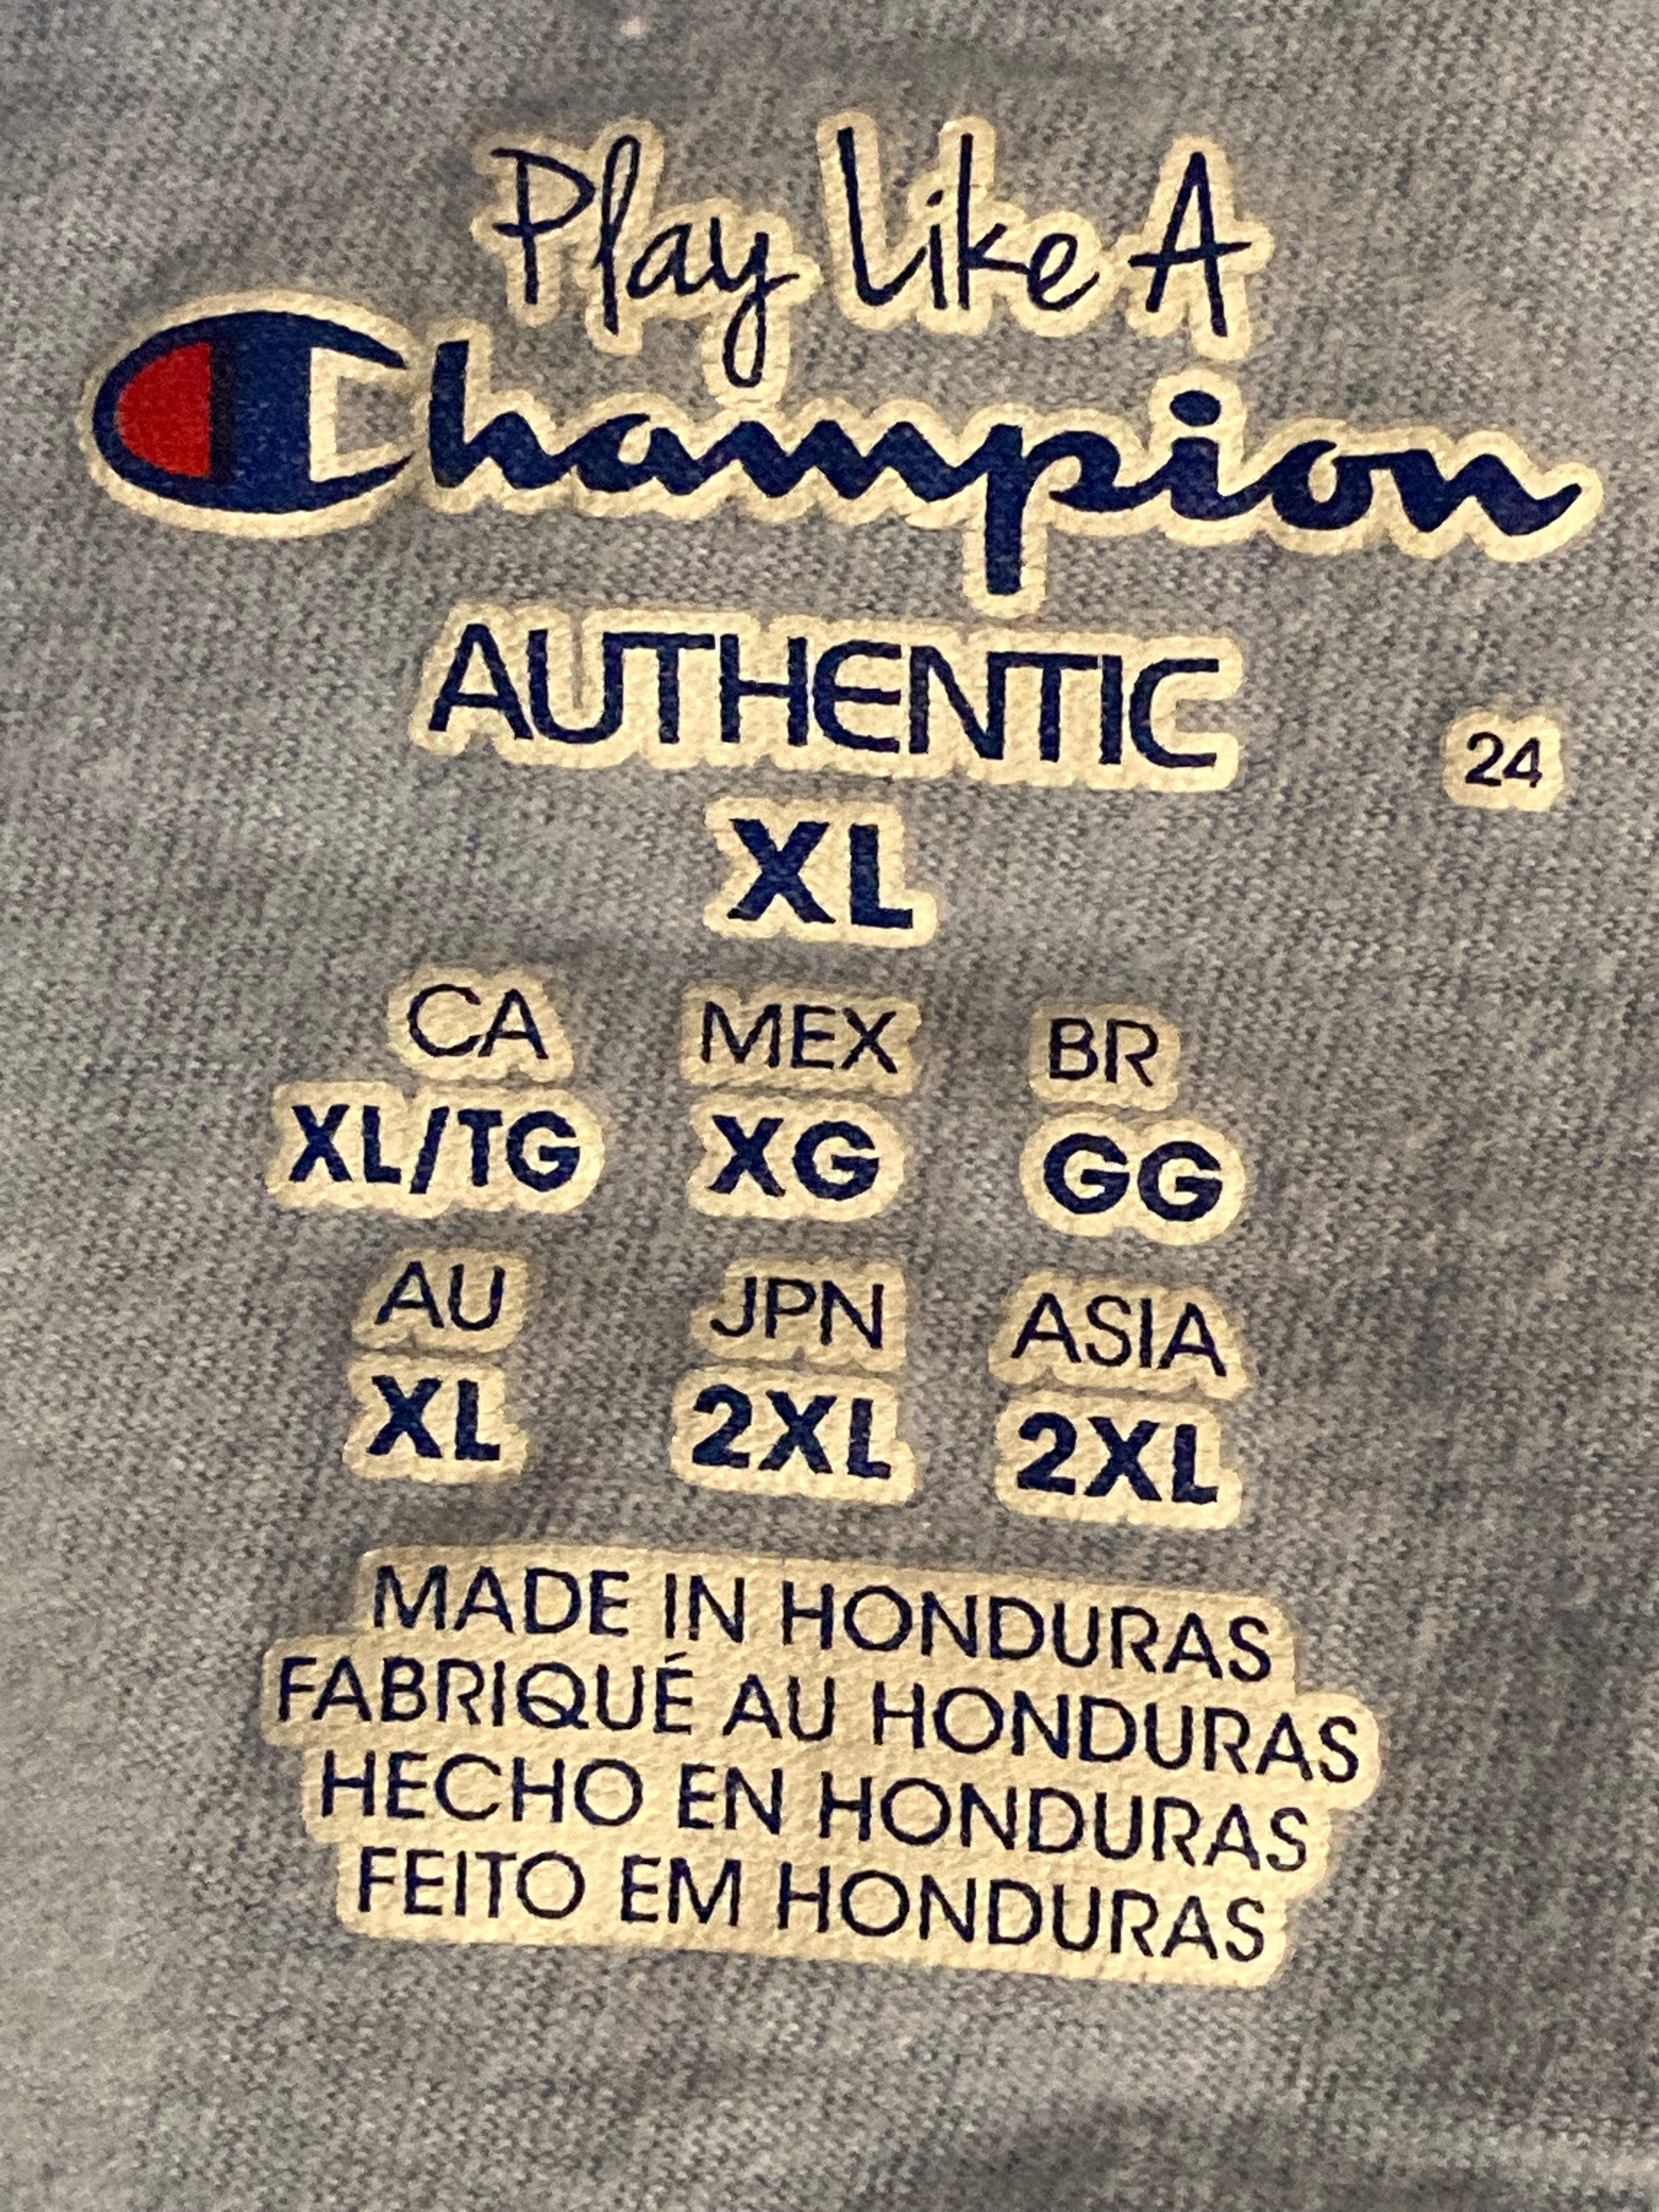 Play Like A
Champion
AUTHENTIC
24
XL
CA MEX BR
XL/TG XG GG
AU JPN ASIA
XL 2XL 2XL
MADE IN HONDURAS
FABRIQUÉ AU HONDURAS
HECHO EN HONDURAS
FEITO EM HONDURAS